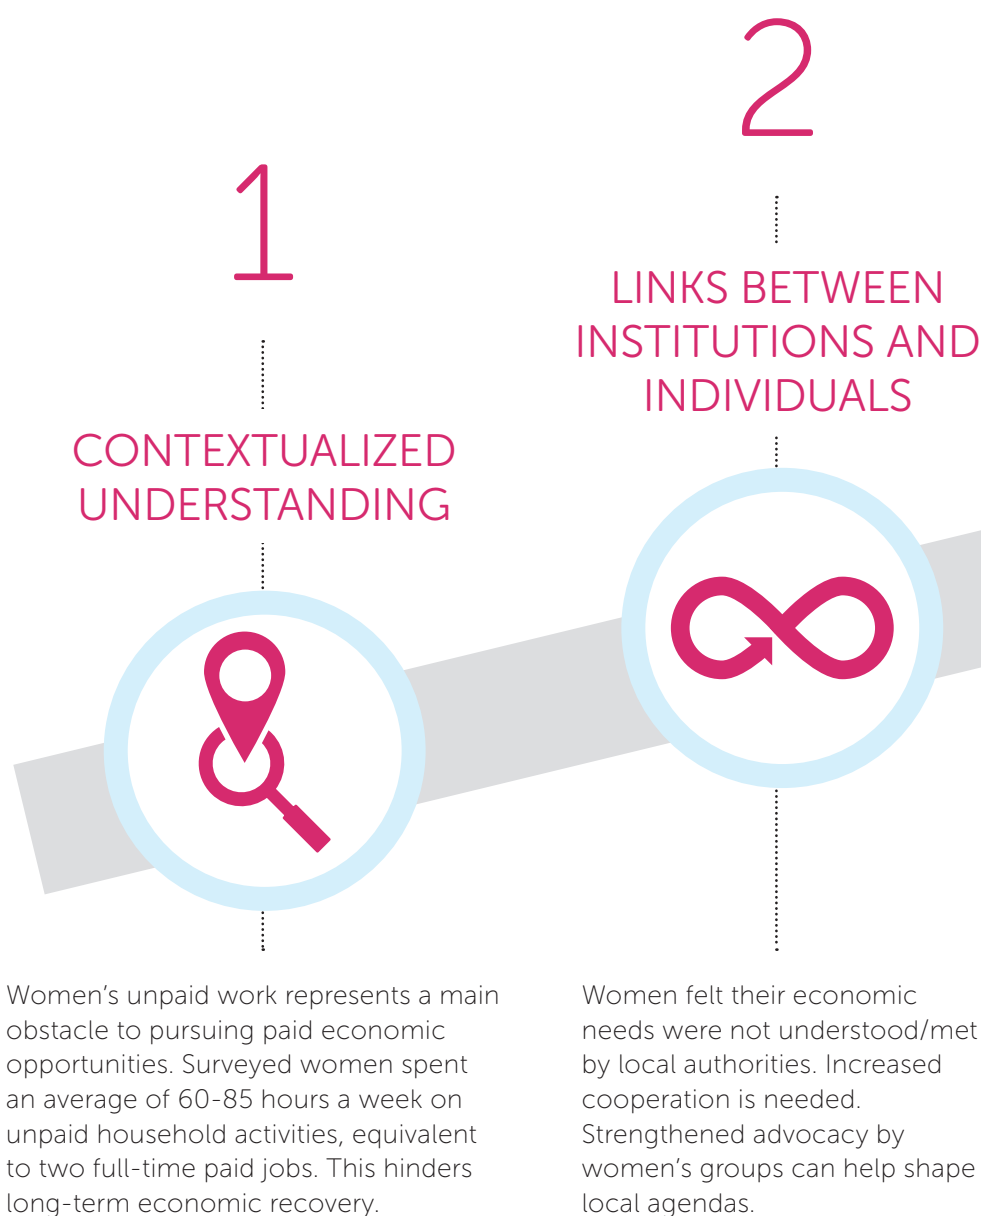 1
CONTEXTUALIZED
UNDERSTANDING
Women’s unpaid work represents a main
obstacle to pursuing paid economic
opportunities. Surveyed women spent
an average of 60-85 hours a week on
unpaid household activities, equivalent
to two full-time paid jobs. This hinders
long-term economic recovery.
2
LINKS BETWEEN
INSTITUTIONS AND
INDIVIDUALS
Women felt their economic
needs were not understood/met
by local authorities. Increased
cooperation is needed.
Strengthened advocacy by
women’s groups can help shape
local agendas.